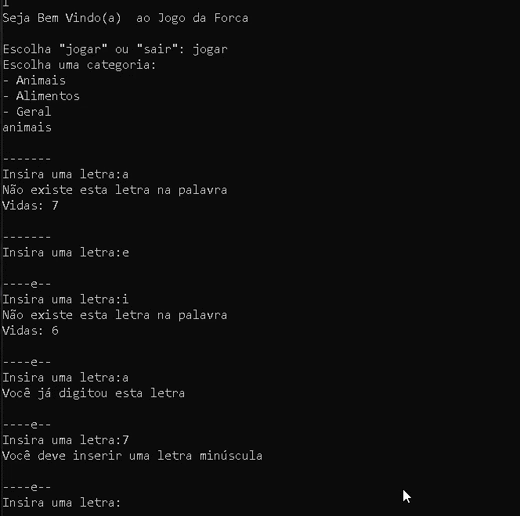 1
Seja Bem Vindo(a)  ao Jogo da Forca
Escolha "jogar" ou "sair": jogar
Escolha uma categoria:
- Animais
- Alimentos
- Geral
animais
-------
Insira uma letra:a
Não existe esta letra na palavra
Vidas: 7
-------
Insira uma letra:e
----e--
Insira uma letra:i
Não existe esta letra na palavra
Vidas: 6
----e--
Insira uma letra:a
Você já digitou esta letra
----e--
Insira uma letra:7
Você deve inserir uma letra minúscula
----e--
Insira uma letra: